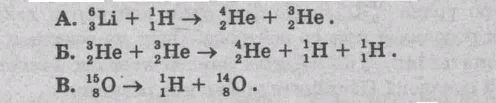 А. ⁶₃Li + ¹₁H → ⁴₂He + ³₂He.
Б. ³₂He + ³₂He → ⁴₂He + ¹₁H + ¹₁H.
В. ¹⁵₈O → ¹₁H + ¹⁴₈O.